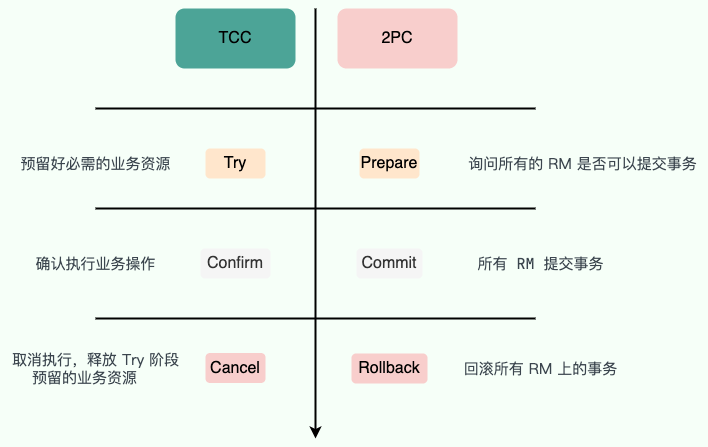 TCC
2PC
预留好必需的业务资源
Try
Prepare
询问所有的 RM 是否可以提交事务
确认执行业务操作
Confirm
Commit
所有 RM 提交事务
取消执行，释放 Try 阶段
预留的业务资源
Cancel
Rollback
回滚所有 RM 上的事务